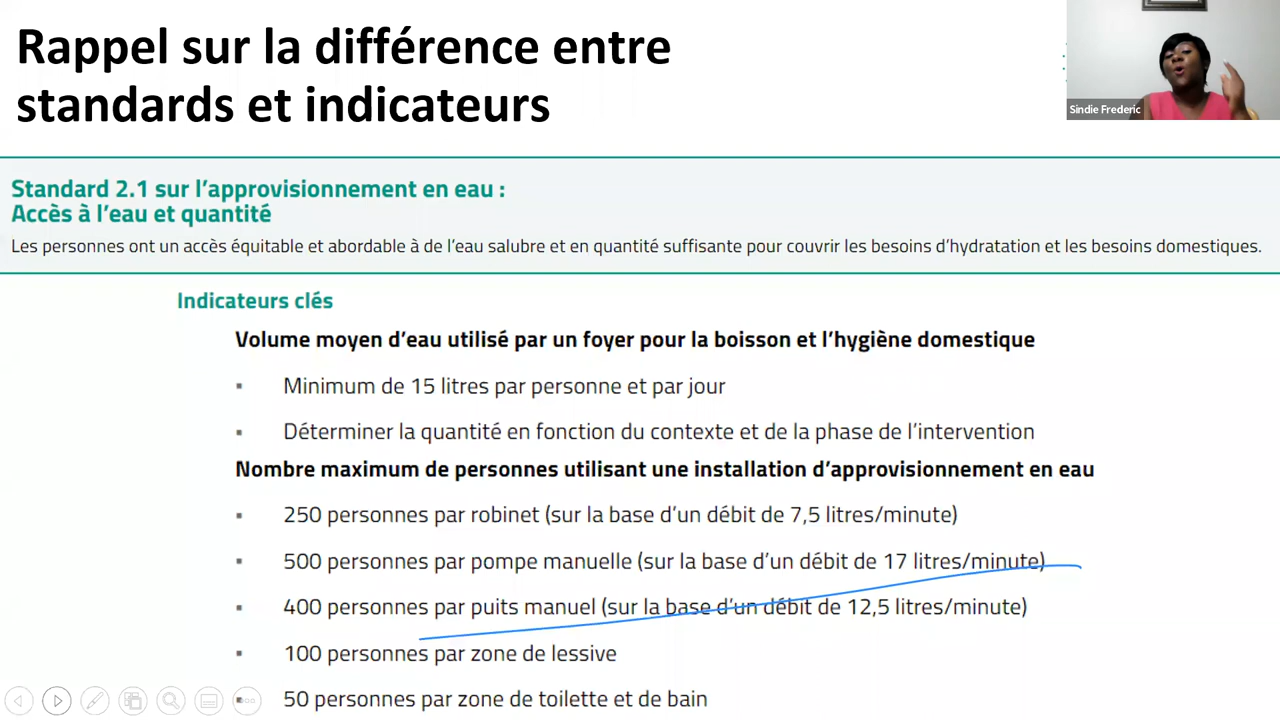 Rappel sur la différence entre
standards et indicateurs
Sindie Frederic
Standard 2.1 sur l'approvisionnement en eau :
Accès à l'eau et quantité
Les personnes ont un accès équitable et abordable à de l'eau salubre et en quantité suffisante pour couvrir les besoins d'hydratation et les besoins domestiques.
Indicateurs clés
Volume moyen d'eau utilisé par un foyer pour la boisson et l'hygiène domestique
▪ Minimum de 15 litres par personne et par jour
▪ Déterminer la quantité en fonction du contexte et de la phase de l'intervention
Nombre maximum de personnes utilisant une installation d'approvisionnement en eau
▪ 250 personnes par robinet (sur la base d'un débit de 7,5 litres/minute)
▪ 500 personnes par pompe manuelle (sur la base d'un débit de 17 litres/minute)
▪ 400 personnes par puits manuel (sur la base d'un débit de 12,5 litres/minute)
▪ 100 personnes par zone de lessive
50 personnes par zone de toilette et de bain